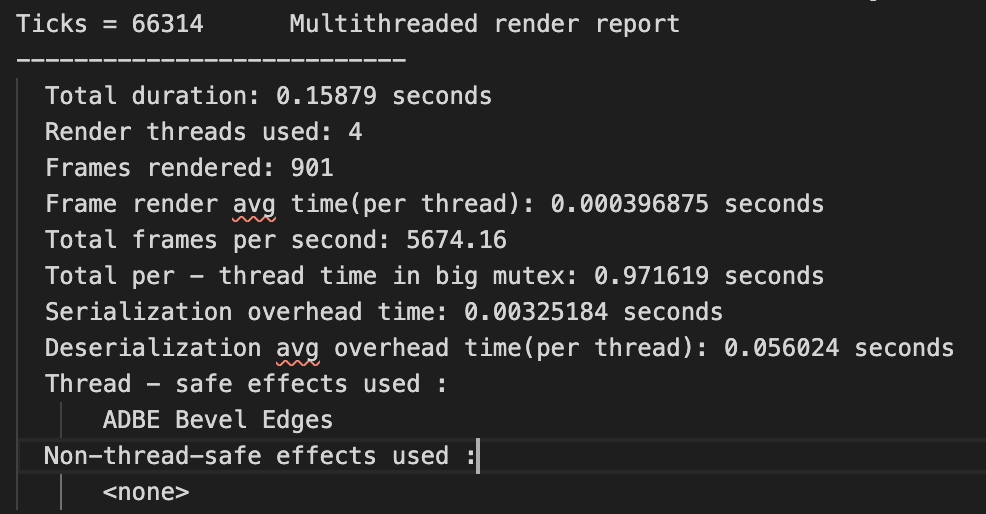 Ticks = 66314      Multithreaded render report
---------------------------
Total duration: 0.15879 seconds
Render threads used: 4
Frames rendered: 901
Frame render avg time(per thread): 0.000396875 seconds
Total frames per second: 5674.16
Total per - thread time in big mutex: 0.971619 seconds
Serialization overhead time: 0.00325184 seconds
Deserialization avg overhead time(per thread): 0.056024 seconds
Thread - safe effects used :
ADBE Bevel Edges
Non-thread-safe effects used :
<none>